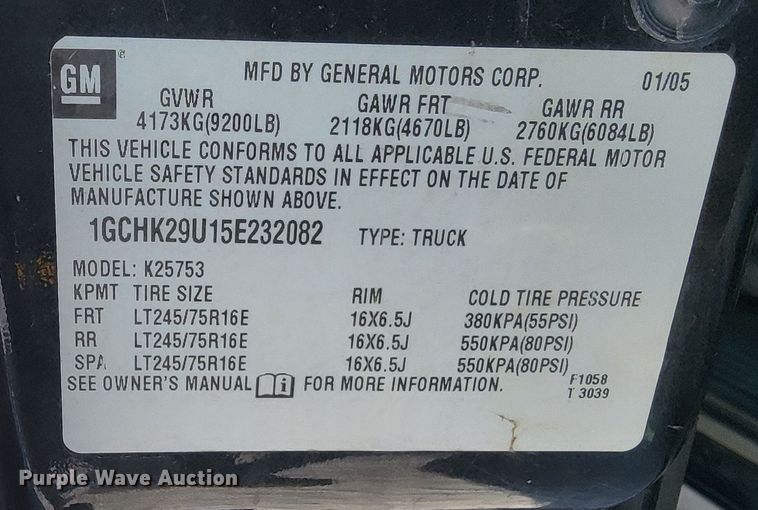 GM
MFD BY GENERAL MOTORS CORP. 01/05
GVWR GAWR FRT GAWR RR
4173KG(9200LB) 2118KG(4670LB) 2760KG(6084LB)
THIS VEHICLE CONFORMS TO ALL APPLICABLE U.S. FEDERAL MOTOR
VEHICLE SAFETY STANDARDS IN EFFECT ON THE DATE OF
MANUFACTURE SHOWN ABOVE.
1GCHK29U15E232082 TYPE: TRUCK
MODEL: K25753
KPMT TIRE SIZE RIM COLD TIRE PRESSURE
FRT LT245/75R16E 16X6.5J 380KPA(55PSI)
RR LT245/75R16E 16X6.5J 550KPA(80PSI)
SPA LT245/75R16E 16X6.5J 550KPA(80PSI)
SEE OWNER'S MANUAL FOR MORE INFORMATION. F1058
T 3039
Purple Wave Auction